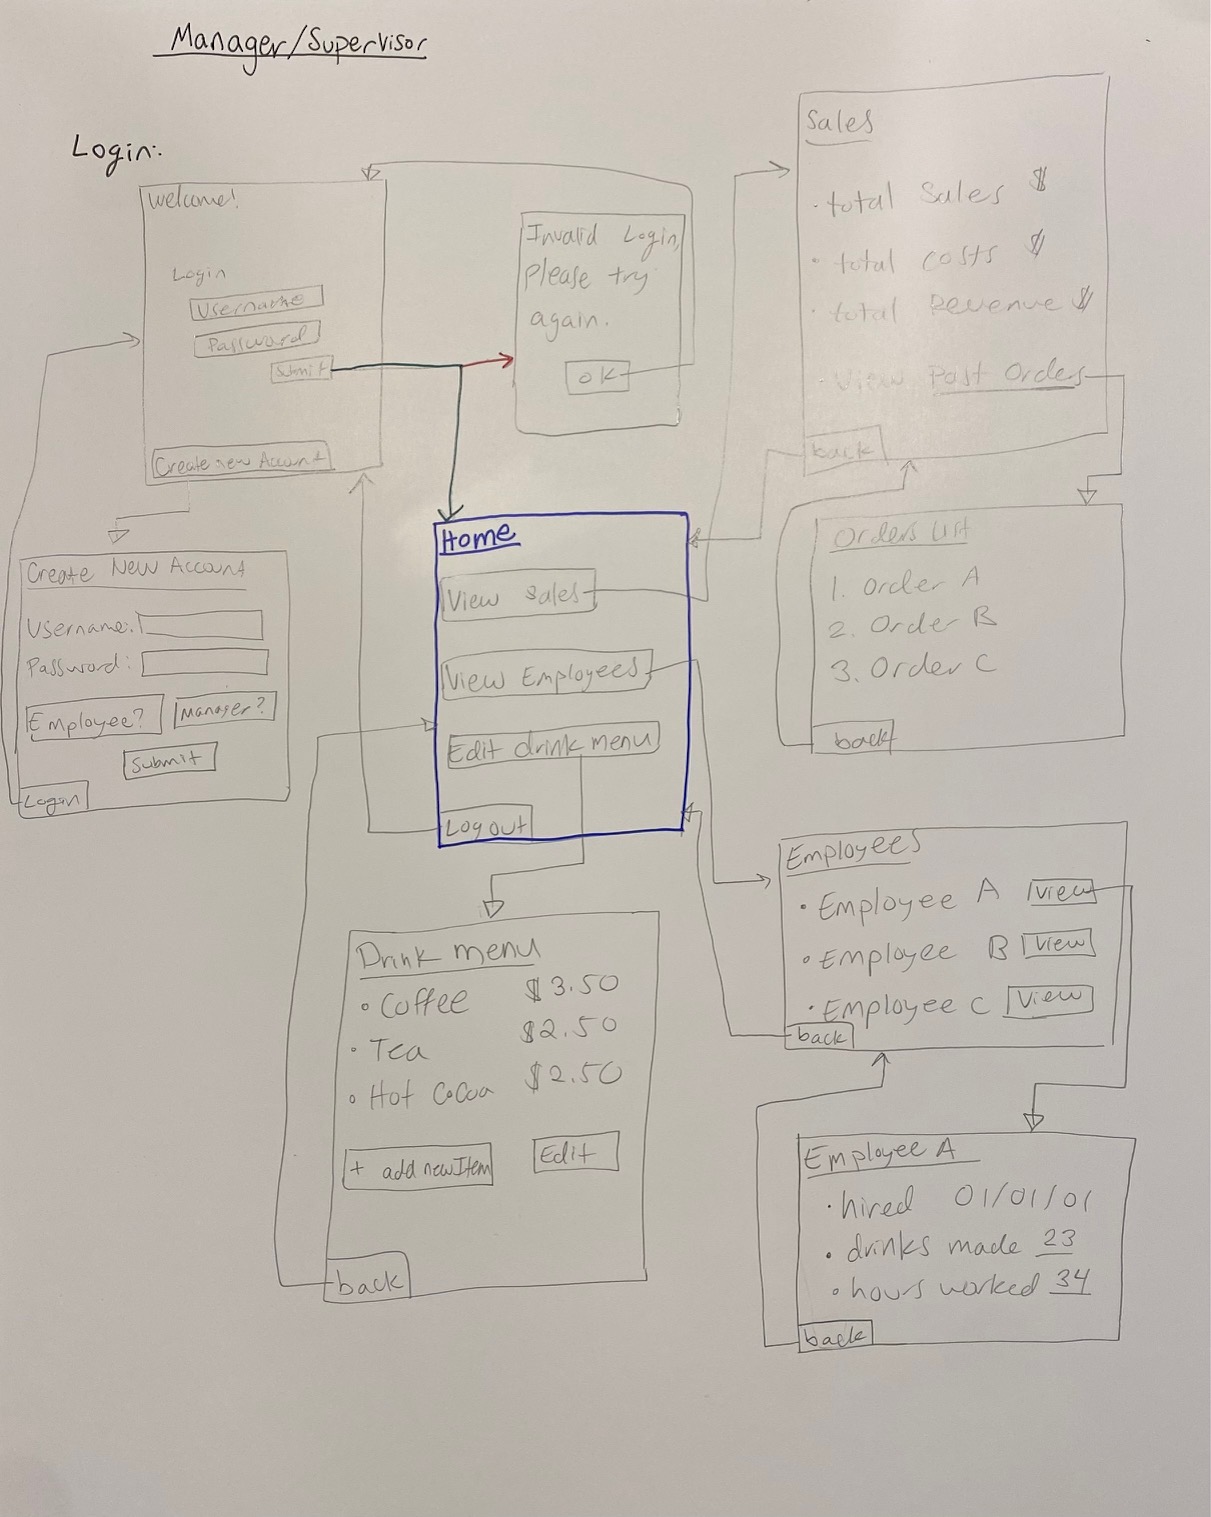 Manager/Supervisor
Login:
Welcome!
Login
Username
Password
Submit
Create new Account
Invalid Login,
Please try
again.
OK
Sales
• total Sales $
• total costs $
• total Revenue $
• View Past Orders
back
Create New Account
Username:
Password:
Employee?
Manager?
Submit
Login
Home
View Sales
View Employees
Edit drink menu
Logout
Orders List
1. Order A
2. Order B
3. Order C
back
Drink menu
• Coffee $3.50
• Tea $2.50
• Hot Cocoa $2.50
+ add new Item
Edit
back
Employees
• Employee A View
• Employee B View
• Employee C View
back
Employee A
• hired 01/01/01
• drinks made 23
• hours worked 34
back